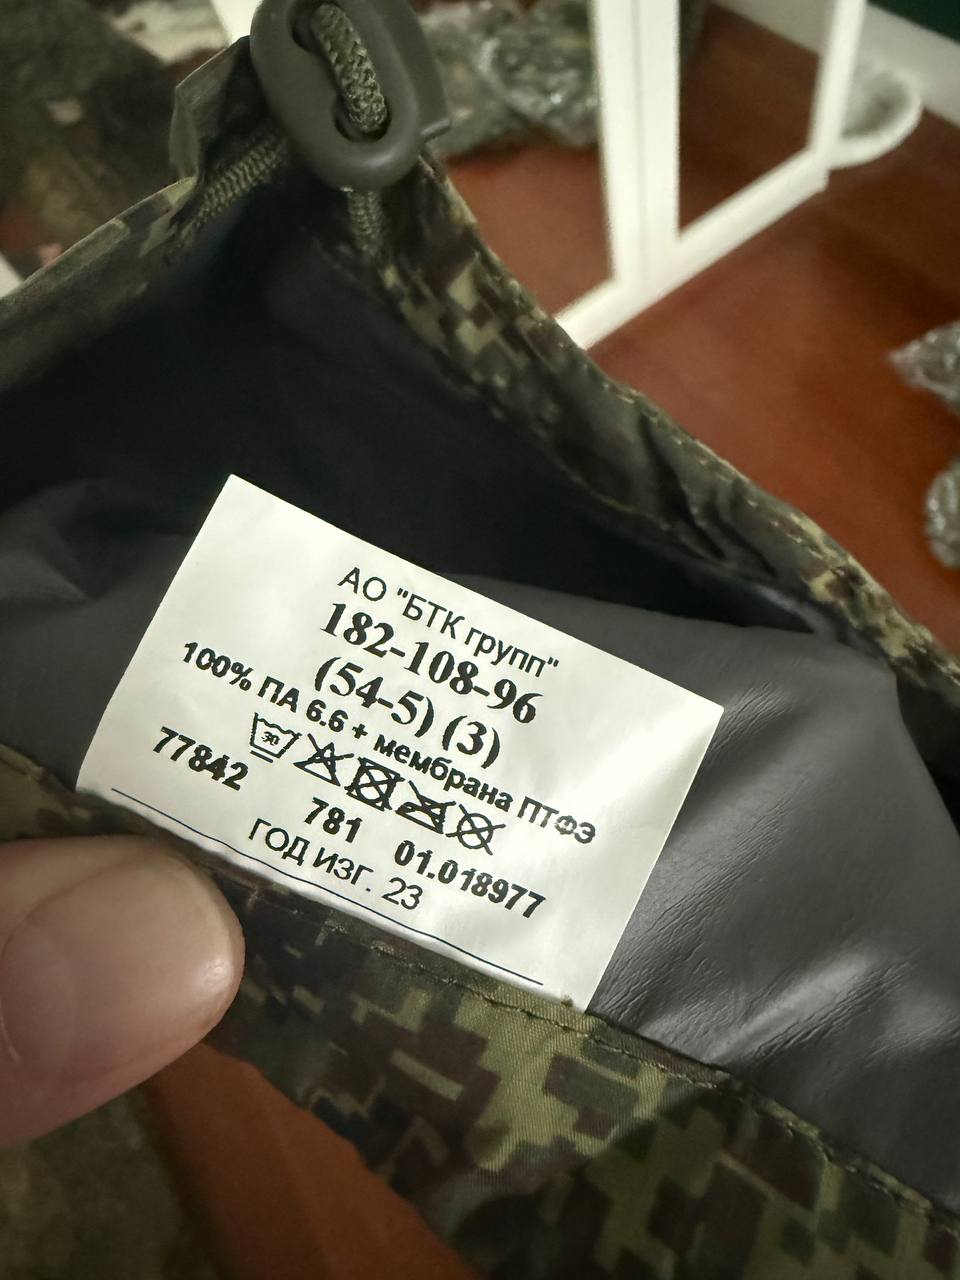 АО "БТК групп"
182-108-96
(54-5) (3)
100% ПА 6.6 + мембрана ПТФЭ
30
77842 781 01.018977
ГОД ИЗГ. 23